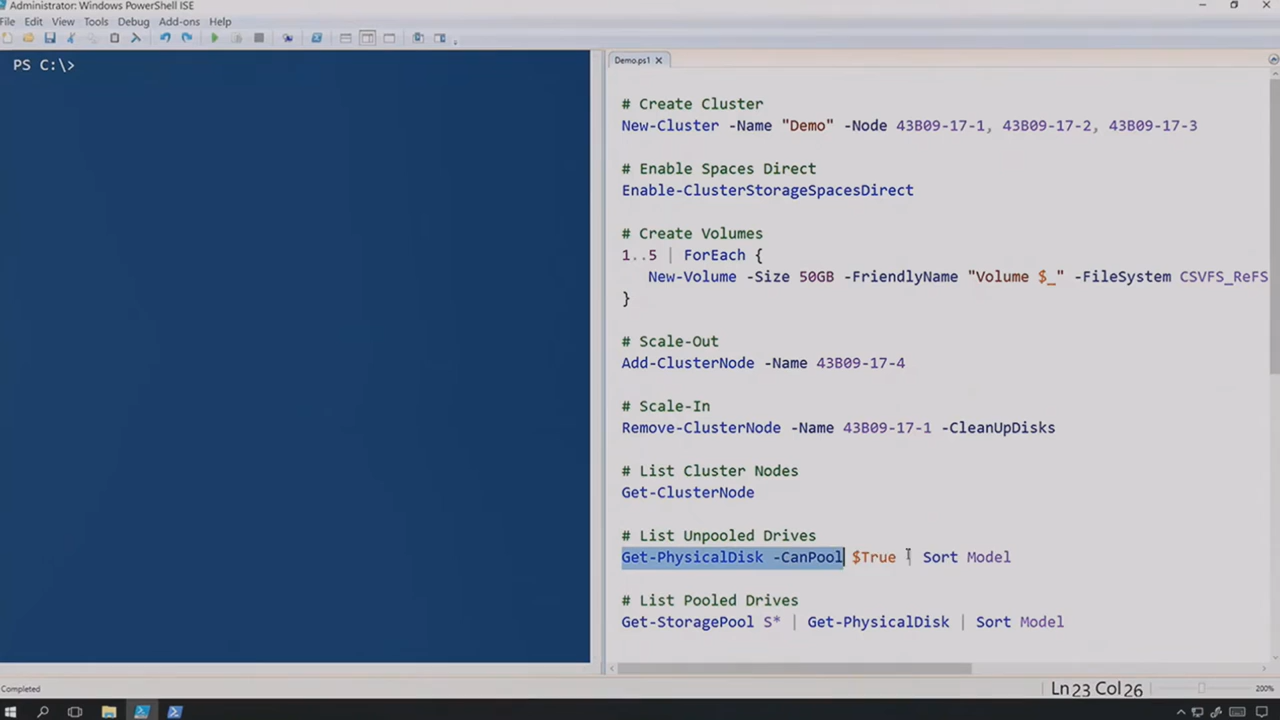 Administrator: Windows PowerShell ISE
File Edit View Tools Debug Add-ons Help
PS C:\>
Demo.ps1
# Create Cluster
New-Cluster -Name "Demo" -Node 43B09-17-1, 43B09-17-2, 43B09-17-3
# Enable Spaces Direct
Enable-ClusterStorageSpacesDirect
# Create Volumes
1..5 | ForEach {
New-Volume -Size 50GB -FriendlyName "Volume $_" -FileSystem CSVFS_ReFS
}
# Scale-Out
Add-ClusterNode -Name 43B09-17-4
# Scale-In
Remove-ClusterNode -Name 43B09-17-1 -CleanUpDisks
# List Cluster Nodes
Get-ClusterNode
# List Unpooled Drives
Get-PhysicalDisk -CanPool $True | Sort Model
# List Pooled Drives
Get-StoragePool S* | Get-PhysicalDisk | Sort Model
Completed
Ln 23 Col 26
200%